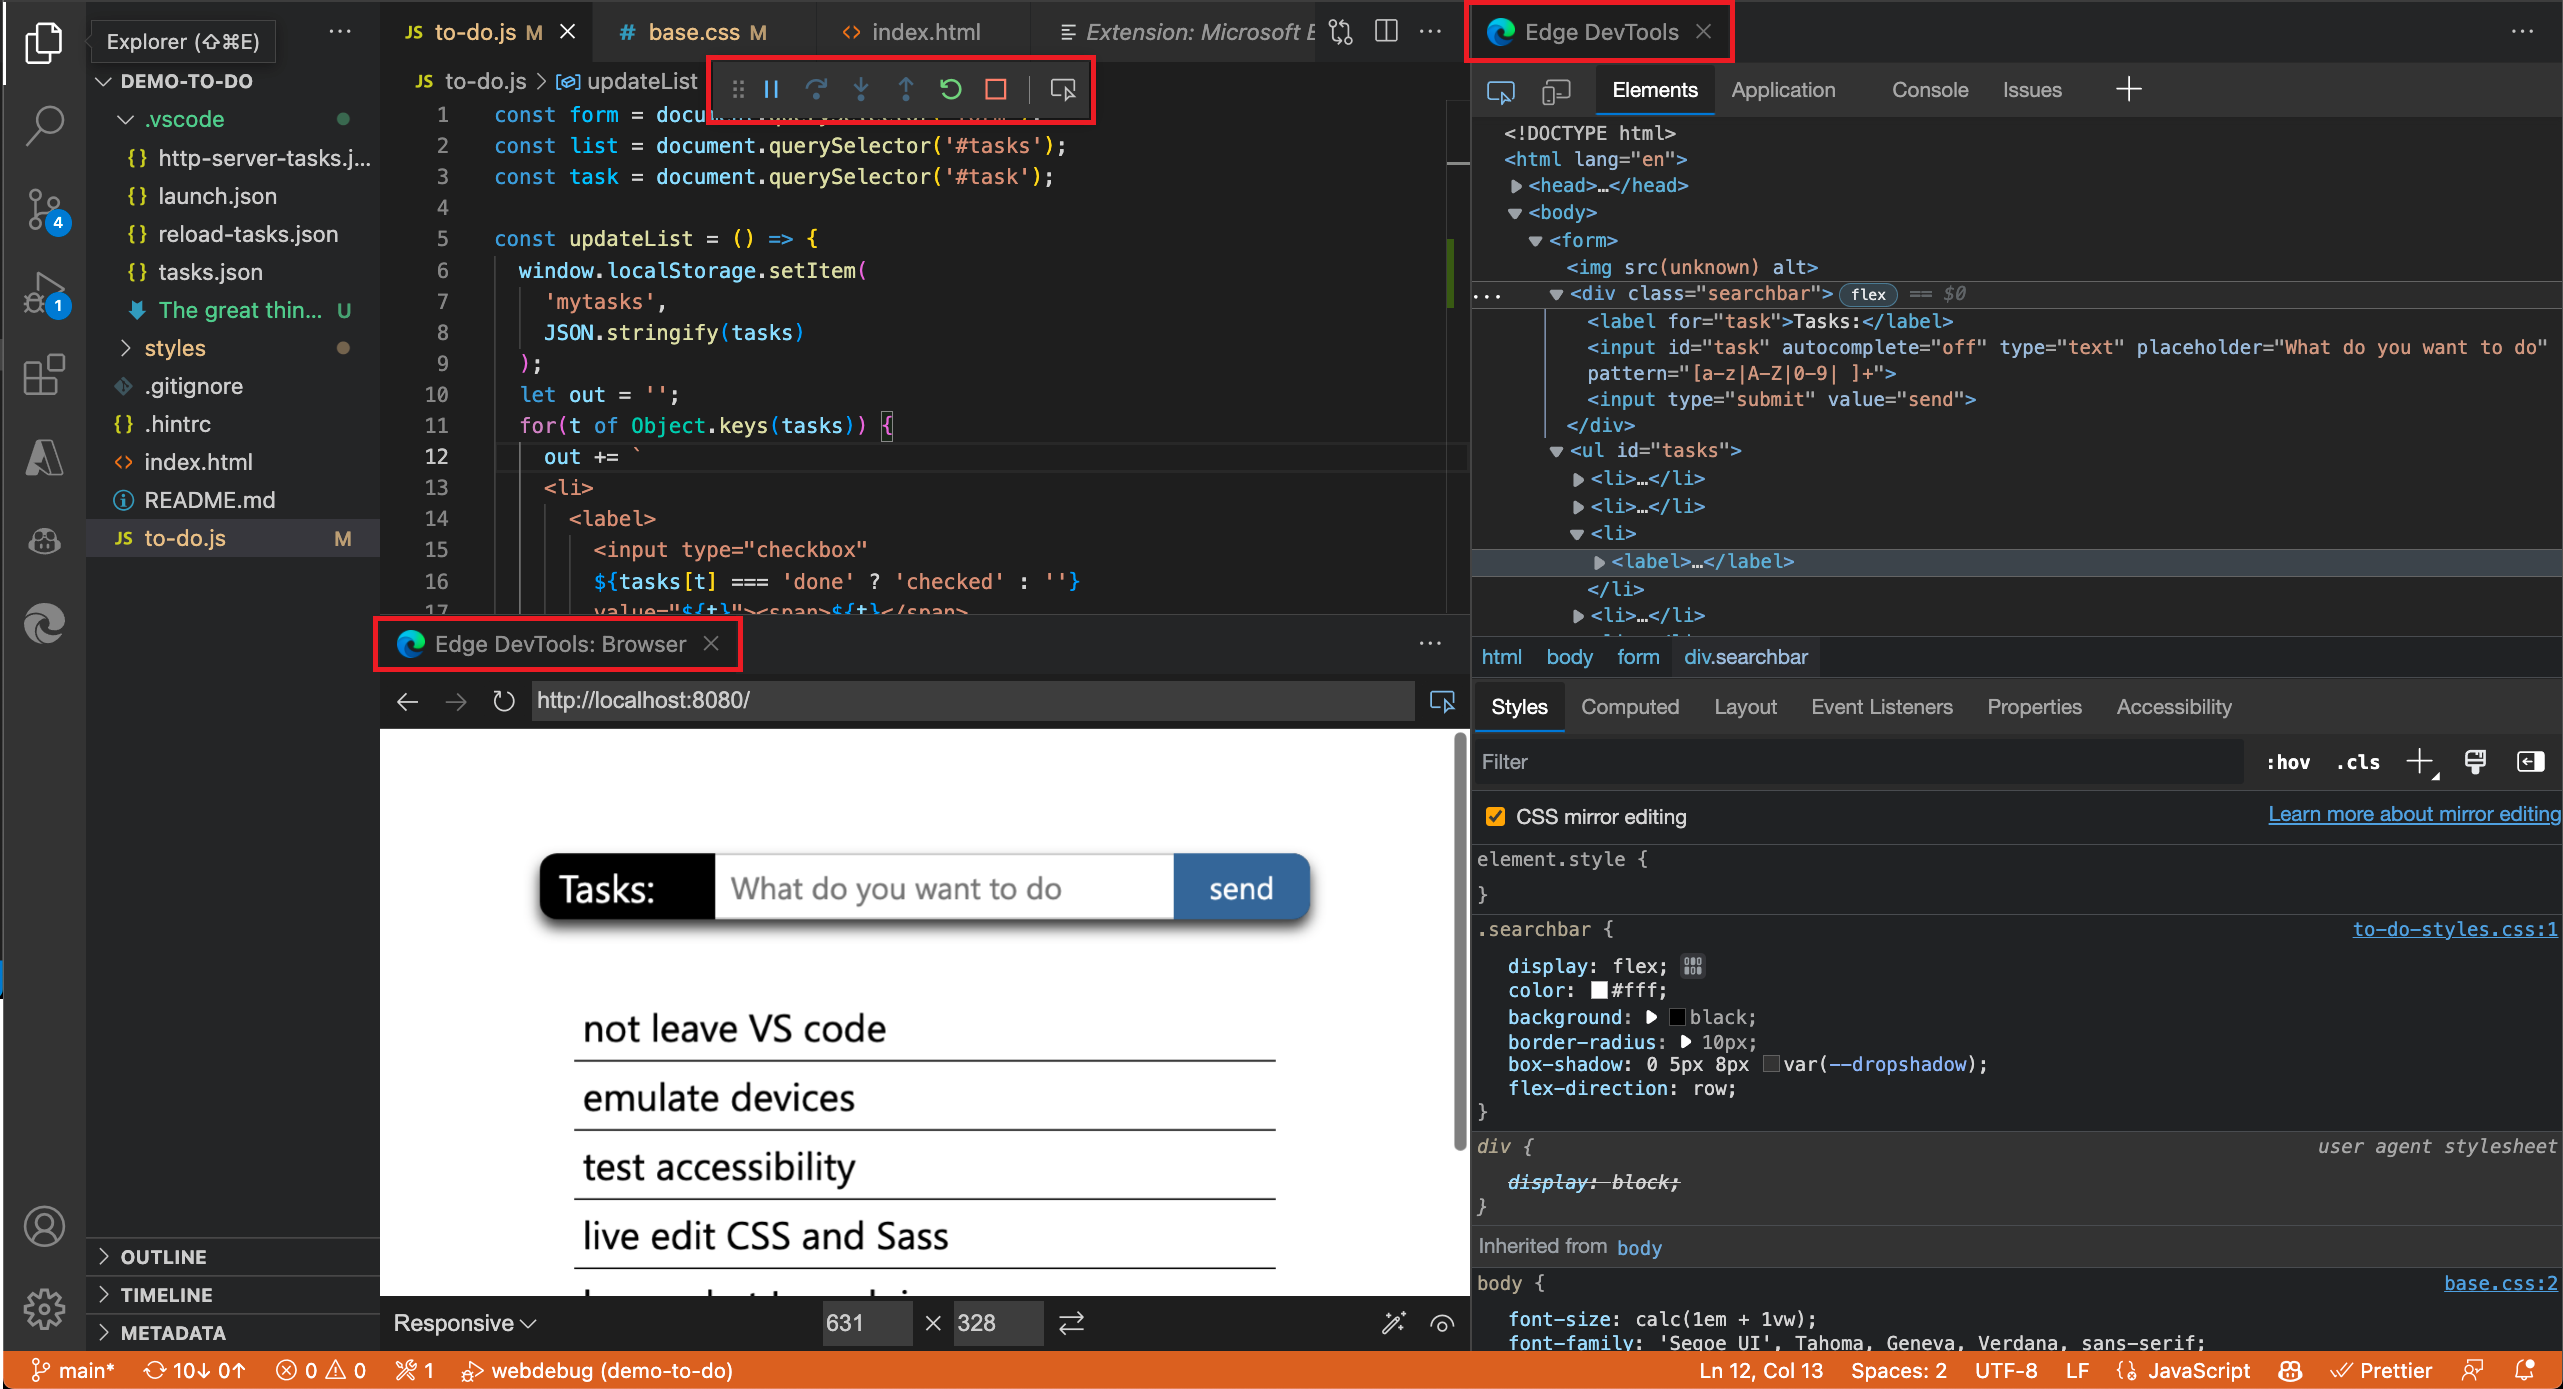 Explorer (⇧⌘E)
DEMO-TO-DO
.vscode
http-server-tasks.j...
launch.json
reload-tasks.json
tasks.json
The great thin... U
styles
.gitignore
.hintrc
index.html
README.md
JS to-do.js M
OUTLINE
TIMELINE
METADATA
4
1
JS to-do.js M
# base.css M
<> index.html
Extension: Microsoft E
JS to-do.js > updateList
1 const form = document.
2 const list = document.querySelector('#tasks');
3 const task = document.querySelector('#task');
4
5 const updateList = () => {
6 window.localStorage.setItem(
7 'mytasks',
8 JSON.stringify(tasks)
9 );
10 let out = '';
11 for(t of Object.keys(tasks)) {
12 out += `
13 <li>
14 <label>
15 <input type="checkbox"
16 ${tasks[t] === 'done' ? 'checked' : ''}
17 value="${t}"><span>${t}</span>
Edge DevTools: Browser
http://localhost:8080/
Tasks: What do you want to do send
not leave VS code
emulate devices
test accessibility
live edit CSS and Sass
Responsive 631 × 328
Edge DevTools
Elements Application Console Issues
<!DOCTYPE html>
<html lang="en">
<head>…</head>
<body>
<form>
<img src(unknown) alt>
... <div class="searchbar"> flex == $0
<label for="task">Tasks:</label>
<input id="task" autocomplete="off" type="text" placeholder="What do you want to do"
pattern="[a-z|A-Z|0-9| ]+">
<input type="submit" value="send">
</div>
<ul id="tasks">
<li>…</li>
<li>…</li>
<li>
<label>…</label>
</li>
<li>…</li>
html body form div.searchbar
Styles Computed Layout Event Listeners Properties Accessibility
Filter :hov .cls
CSS mirror editing Learn more about mirror editing
element.style {
}
.searchbar { to-do-styles.css:1
display: flex;
color: #fff;
background: black;
border-radius: 10px;
box-shadow: 0 5px 8px var(--dropshadow);
flex-direction: row;
}
div { user agent stylesheet
display: block;
}
Inherited from body
body { base.css:2
font-size: calc(1em + 1vw);
font-family: 'Segoe UI', Tahoma, Geneva, Verdana, sans-serif;
main* 10↓ 0↑ 0 0 1 webdebug (demo-to-do) Ln 12, Col 13 Spaces: 2 UTF-8 LF JavaScript Prettier